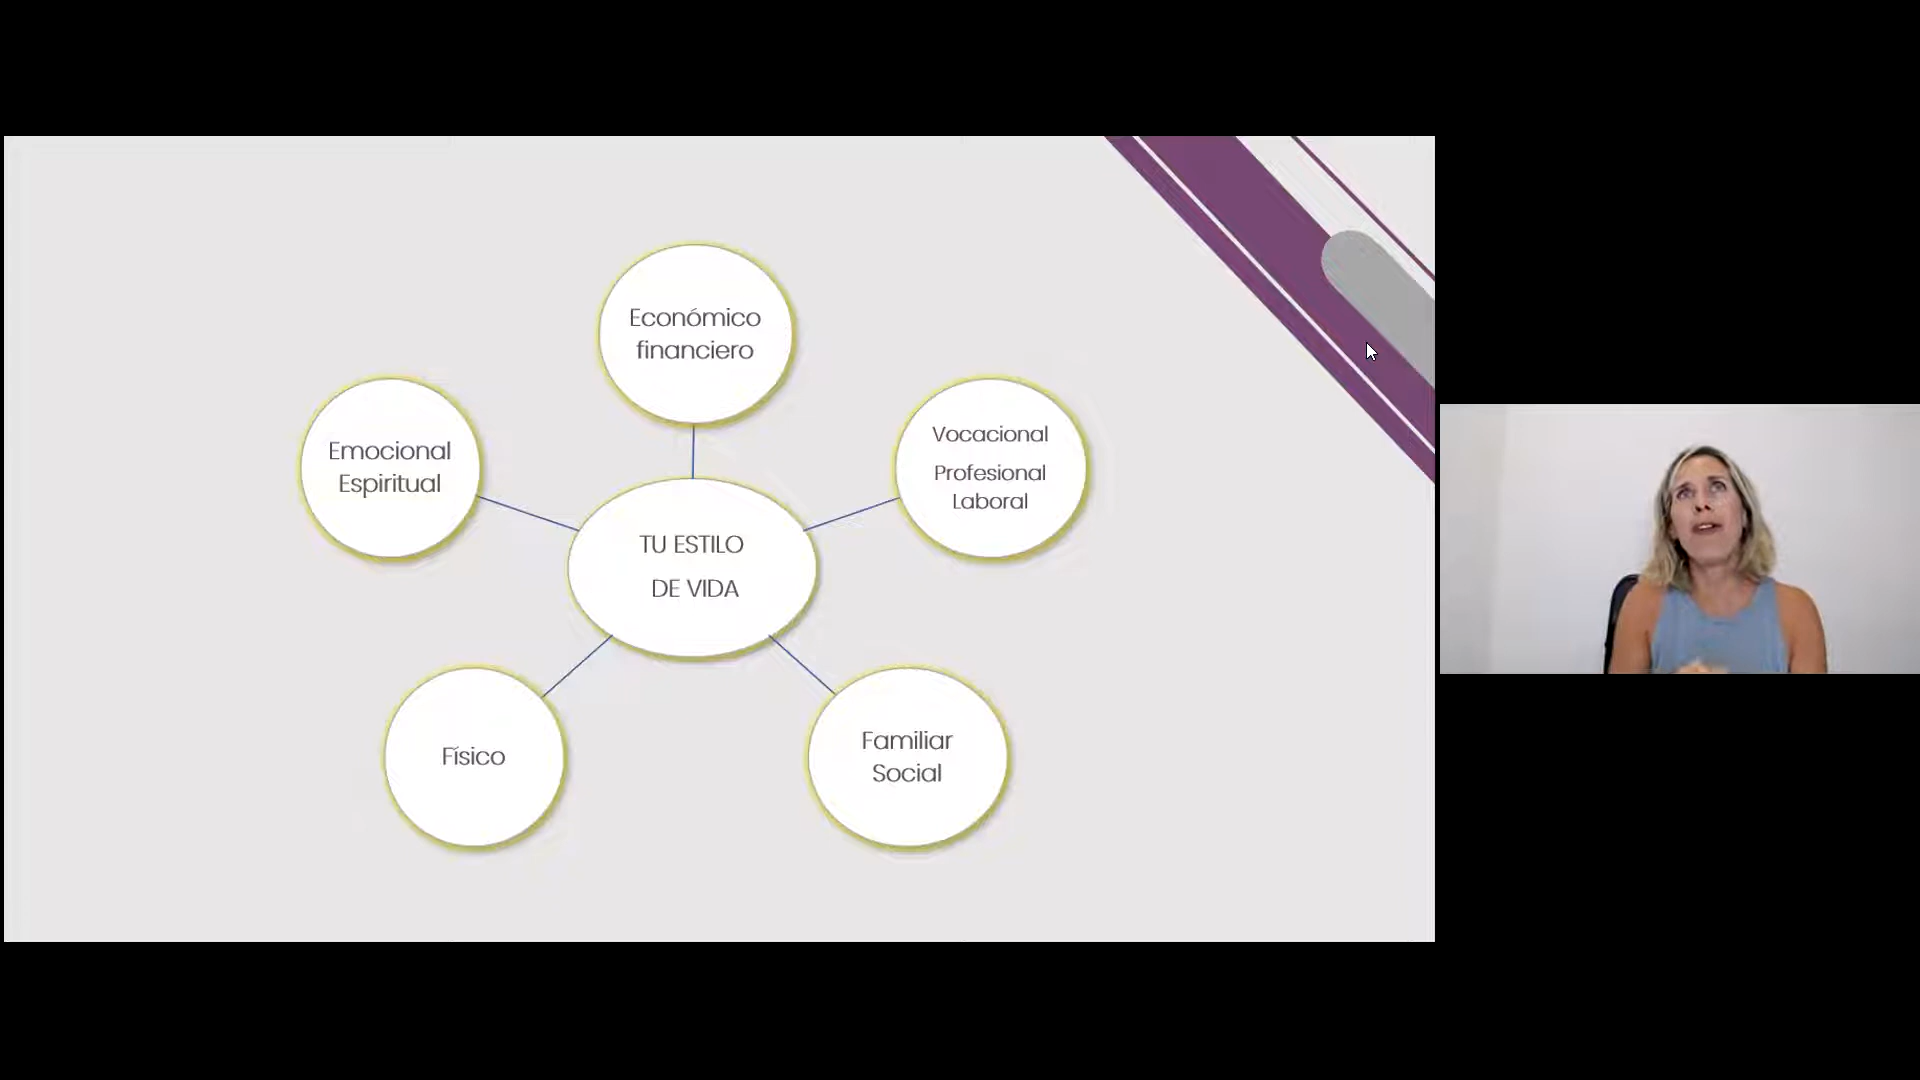 Económico
financiero
Emocional
Espiritual
Vocacional
Profesional
Laboral
TU ESTILO
DE VIDA
Físico
Familiar
Social